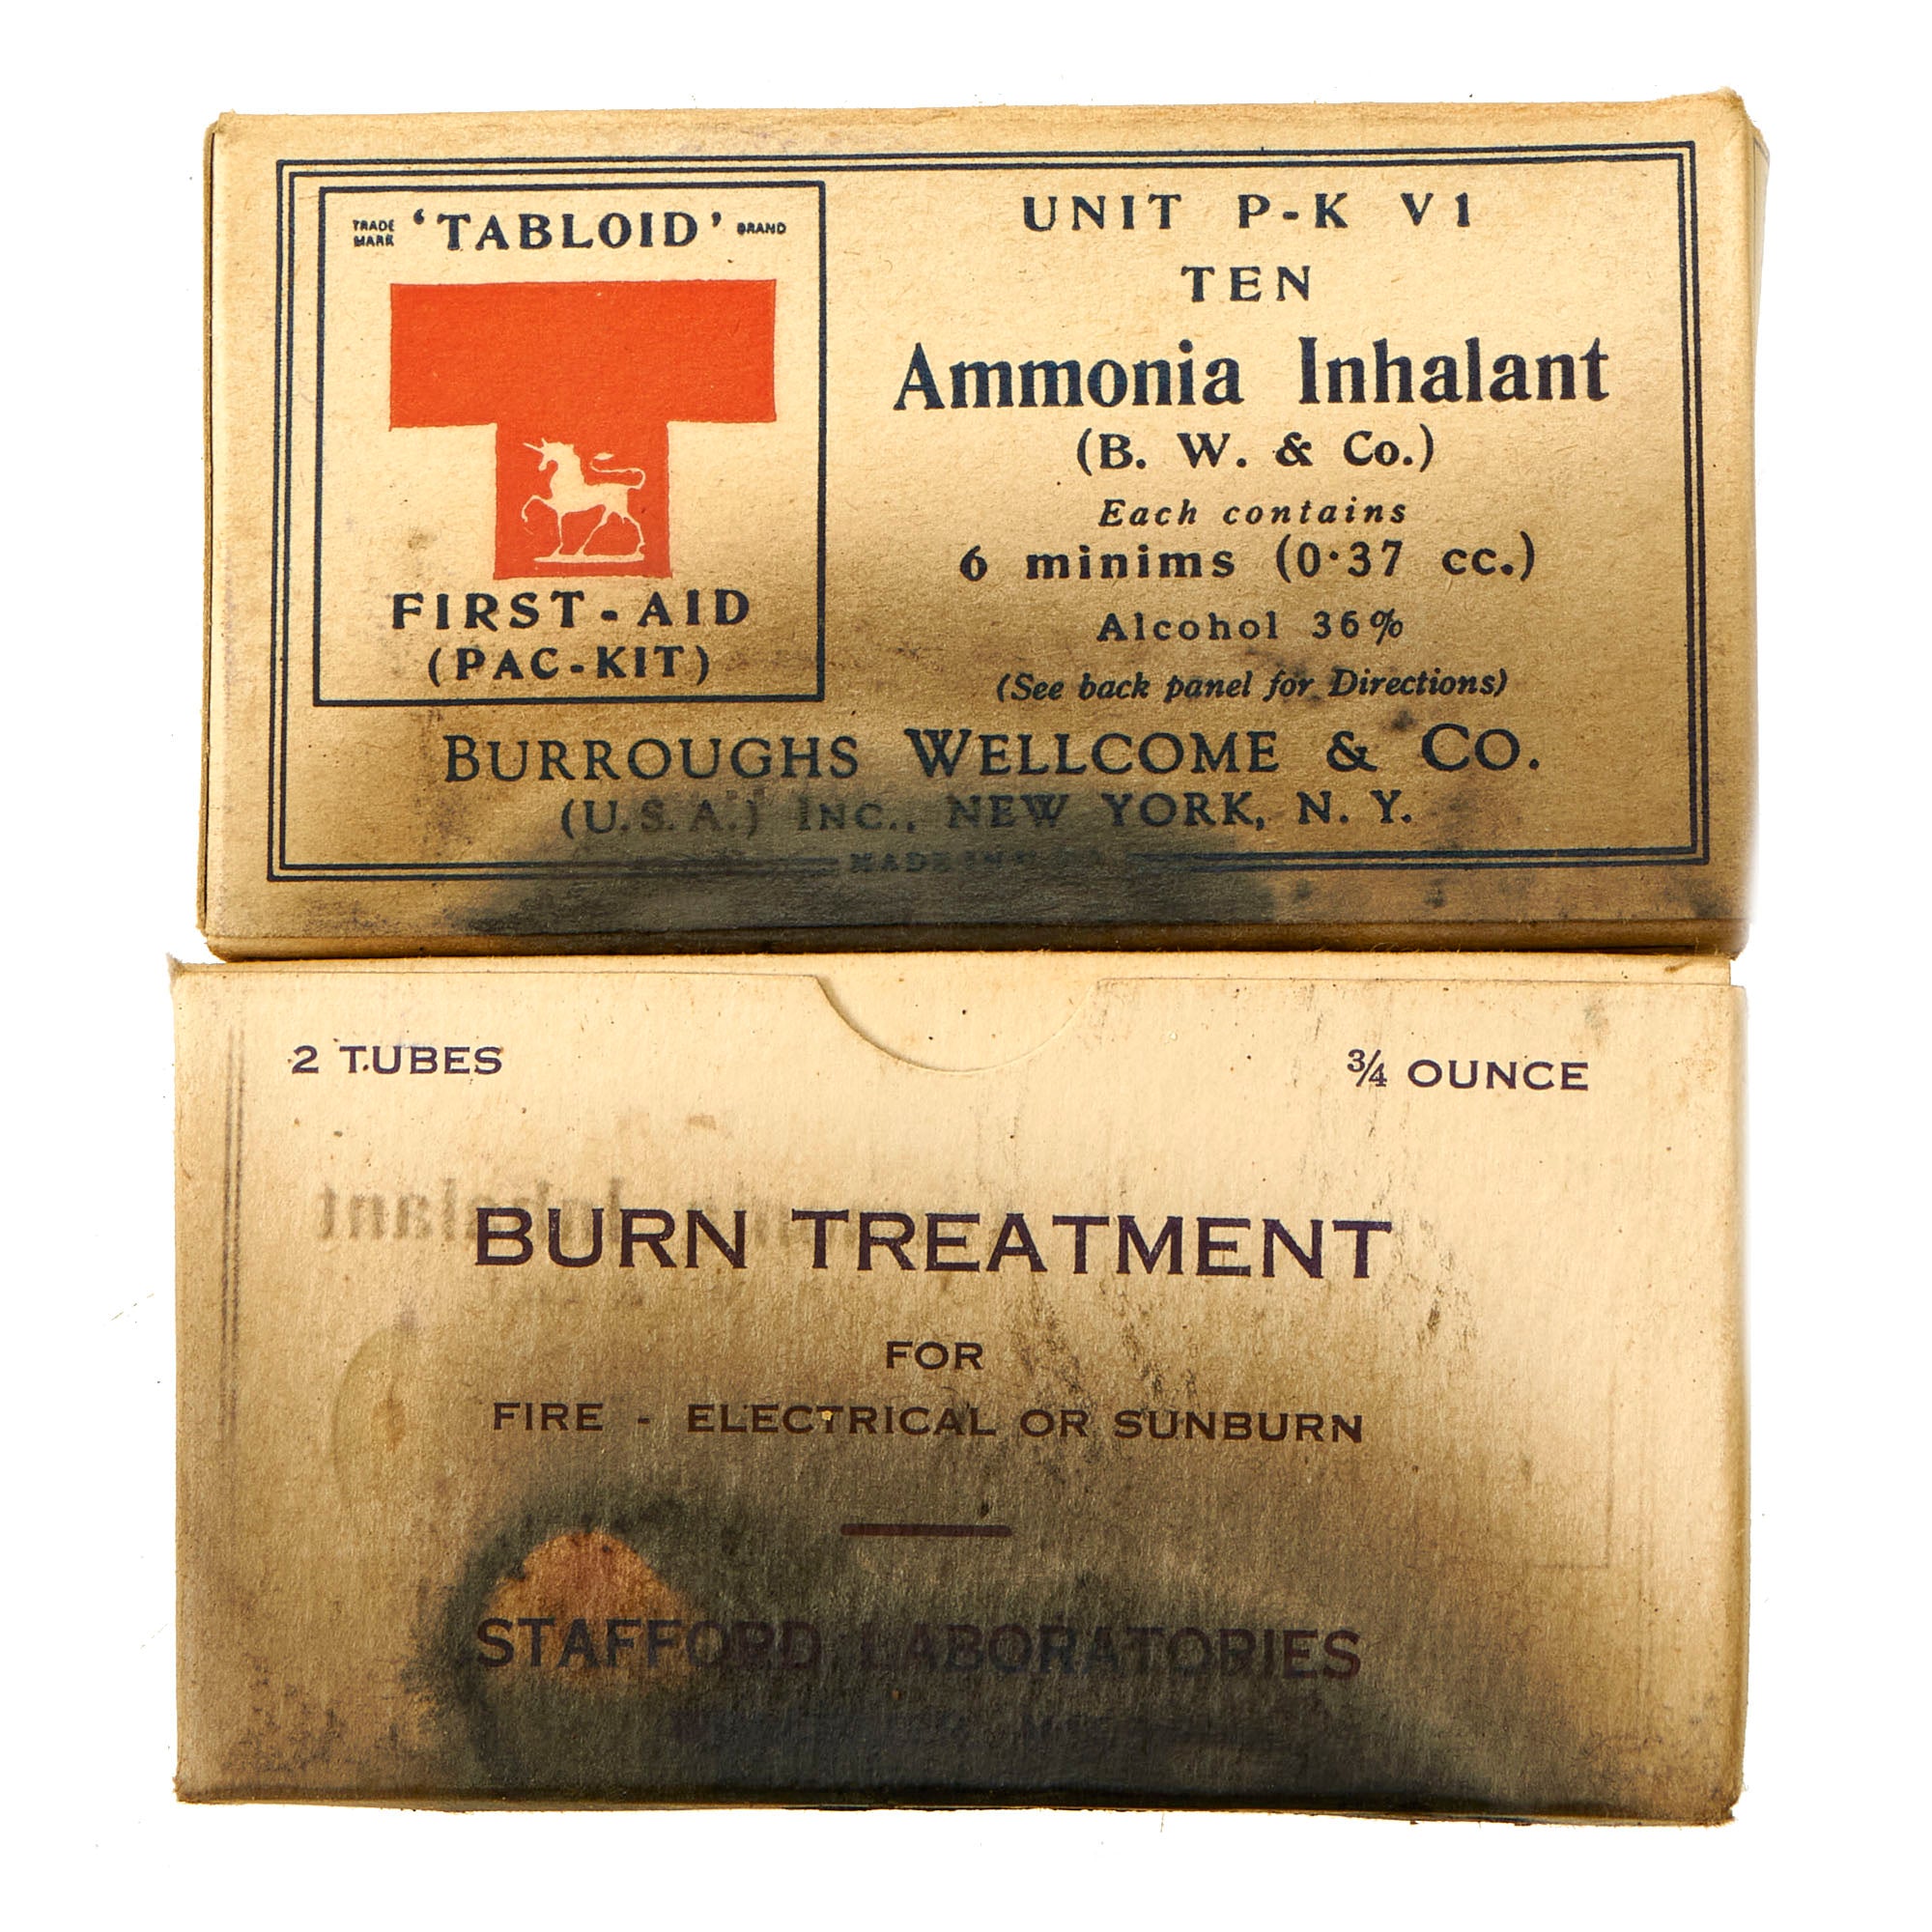 TRADE MARK 'TABLOID' BRAND
FIRST-AID
(PAC-KIT)
UNIT P-K V1
TEN
Ammonia Inhalant
(B. W. & Co.)
Each contains
6 minims (0·37 cc.)
Alcohol 36%
(See back panel for Directions)
BURROUGHS WELLCOME & CO.
(U.S.A.) INC., NEW YORK, N. Y.
MADE IN
2 TUBES
3/4 OUNCE
BURN TREATMENT
FOR
FIRE - ELECTRICAL OR SUNBURN
STAFFORD LABORATORIES